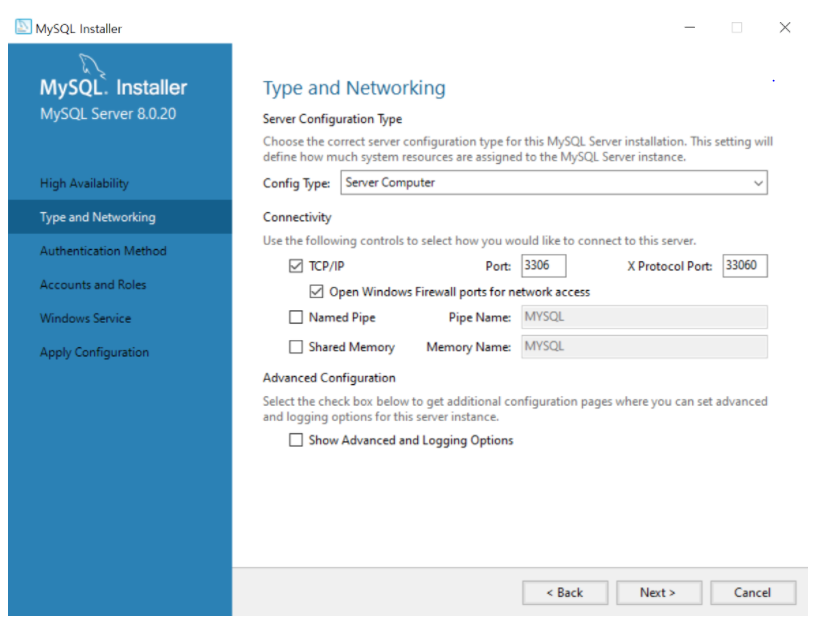 MySQL Installer
MySQL. Installer
MySQL Server 8.0.20
High Availability
Type and Networking
Authentication Method
Accounts and Roles
Windows Service
Apply Configuration
Type and Networking
Server Configuration Type
Choose the correct server configuration type for this MySQL Server installation. This setting will
define how much system resources are assigned to the MySQL Server instance.
Config Type: Server Computer
Connectivity
Use the following controls to select how you would like to connect to this server.
TCP/IP Port: 3306 X Protocol Port: 33060
Open Windows Firewall ports for network access
Named Pipe Pipe Name: MYSQL
Shared Memory Memory Name: MYSQL
Advanced Configuration
Select the check box below to get additional configuration pages where you can set advanced
and logging options for this server instance.
Show Advanced and Logging Options
< Back Next > Cancel